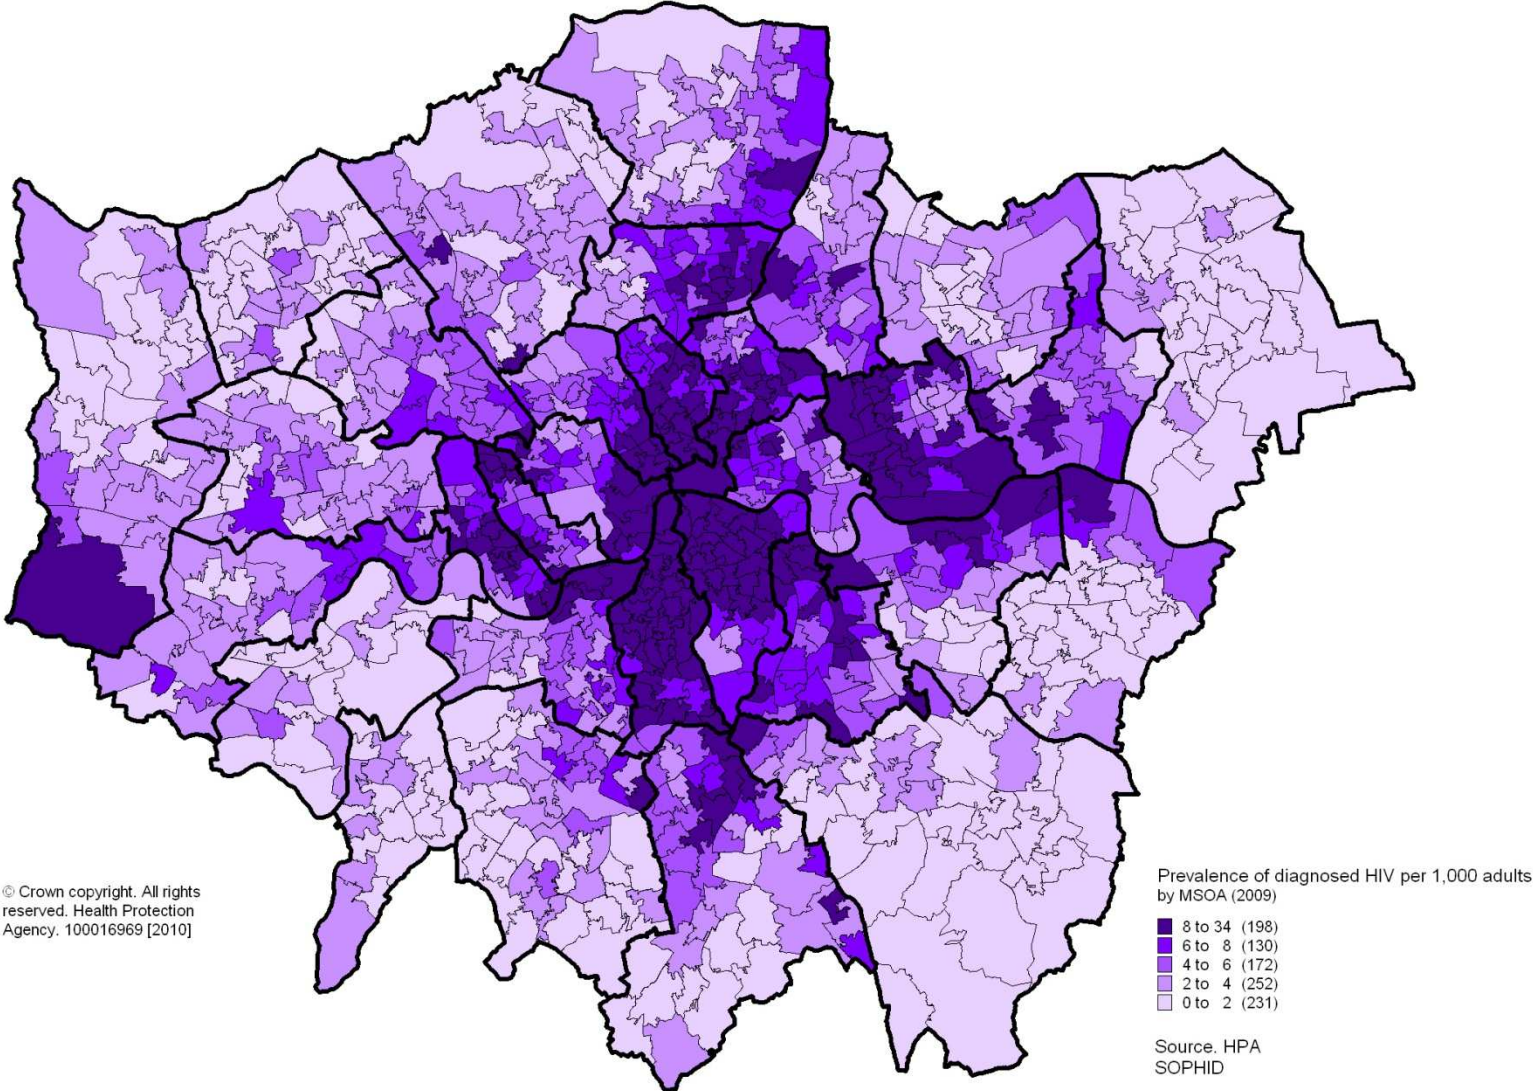 © Crown copyright. All rights
reserved. Health Protection
Agency. 100016969 [2010]
Prevalence of diagnosed HIV per 1,000 adults
by MSOA (2009)
8 to 34 (198)
6 to 8 (130)
4 to 6 (172)
2 to 4 (252)
0 to 2 (231)
Source. HPA
SOPHID